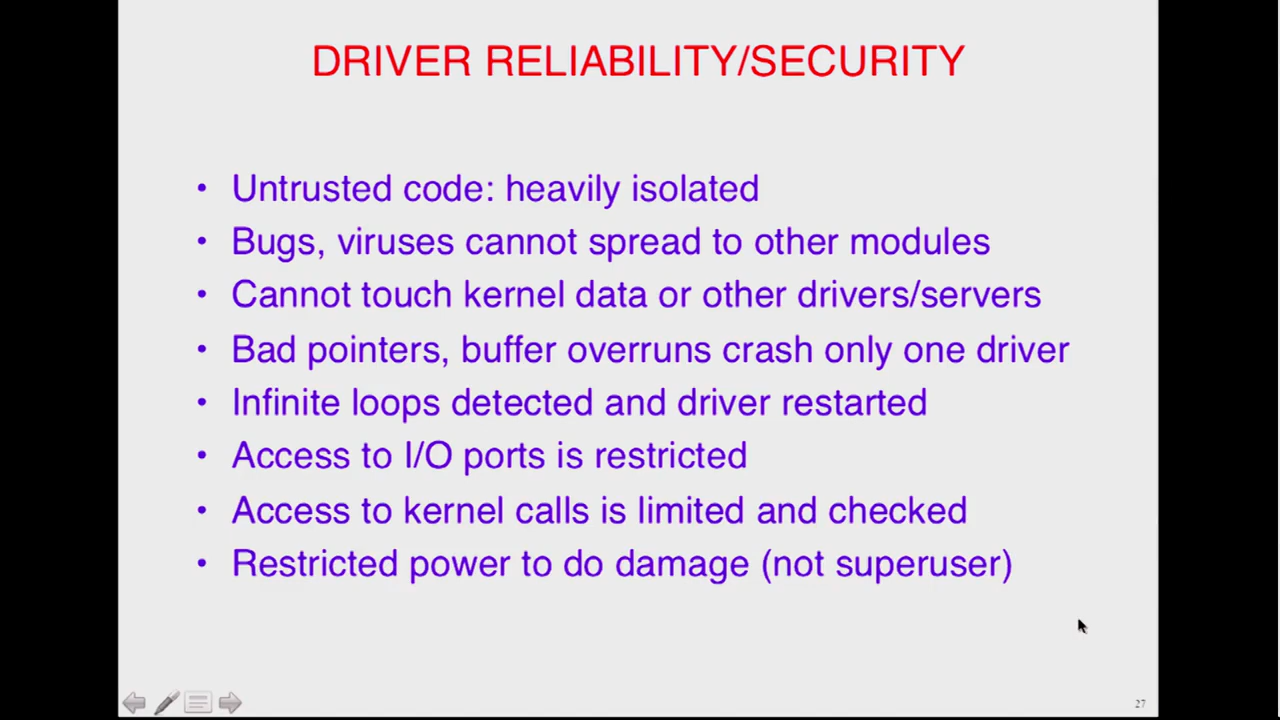 DRIVER RELIABILITY/SECURITY
• Untrusted code: heavily isolated
• Bugs, viruses cannot spread to other modules
• Cannot touch kernel data or other drivers/servers
• Bad pointers, buffer overruns crash only one driver
• Infinite loops detected and driver restarted
• Access to I/O ports is restricted
• Access to kernel calls is limited and checked
• Restricted power to do damage (not superuser)
27